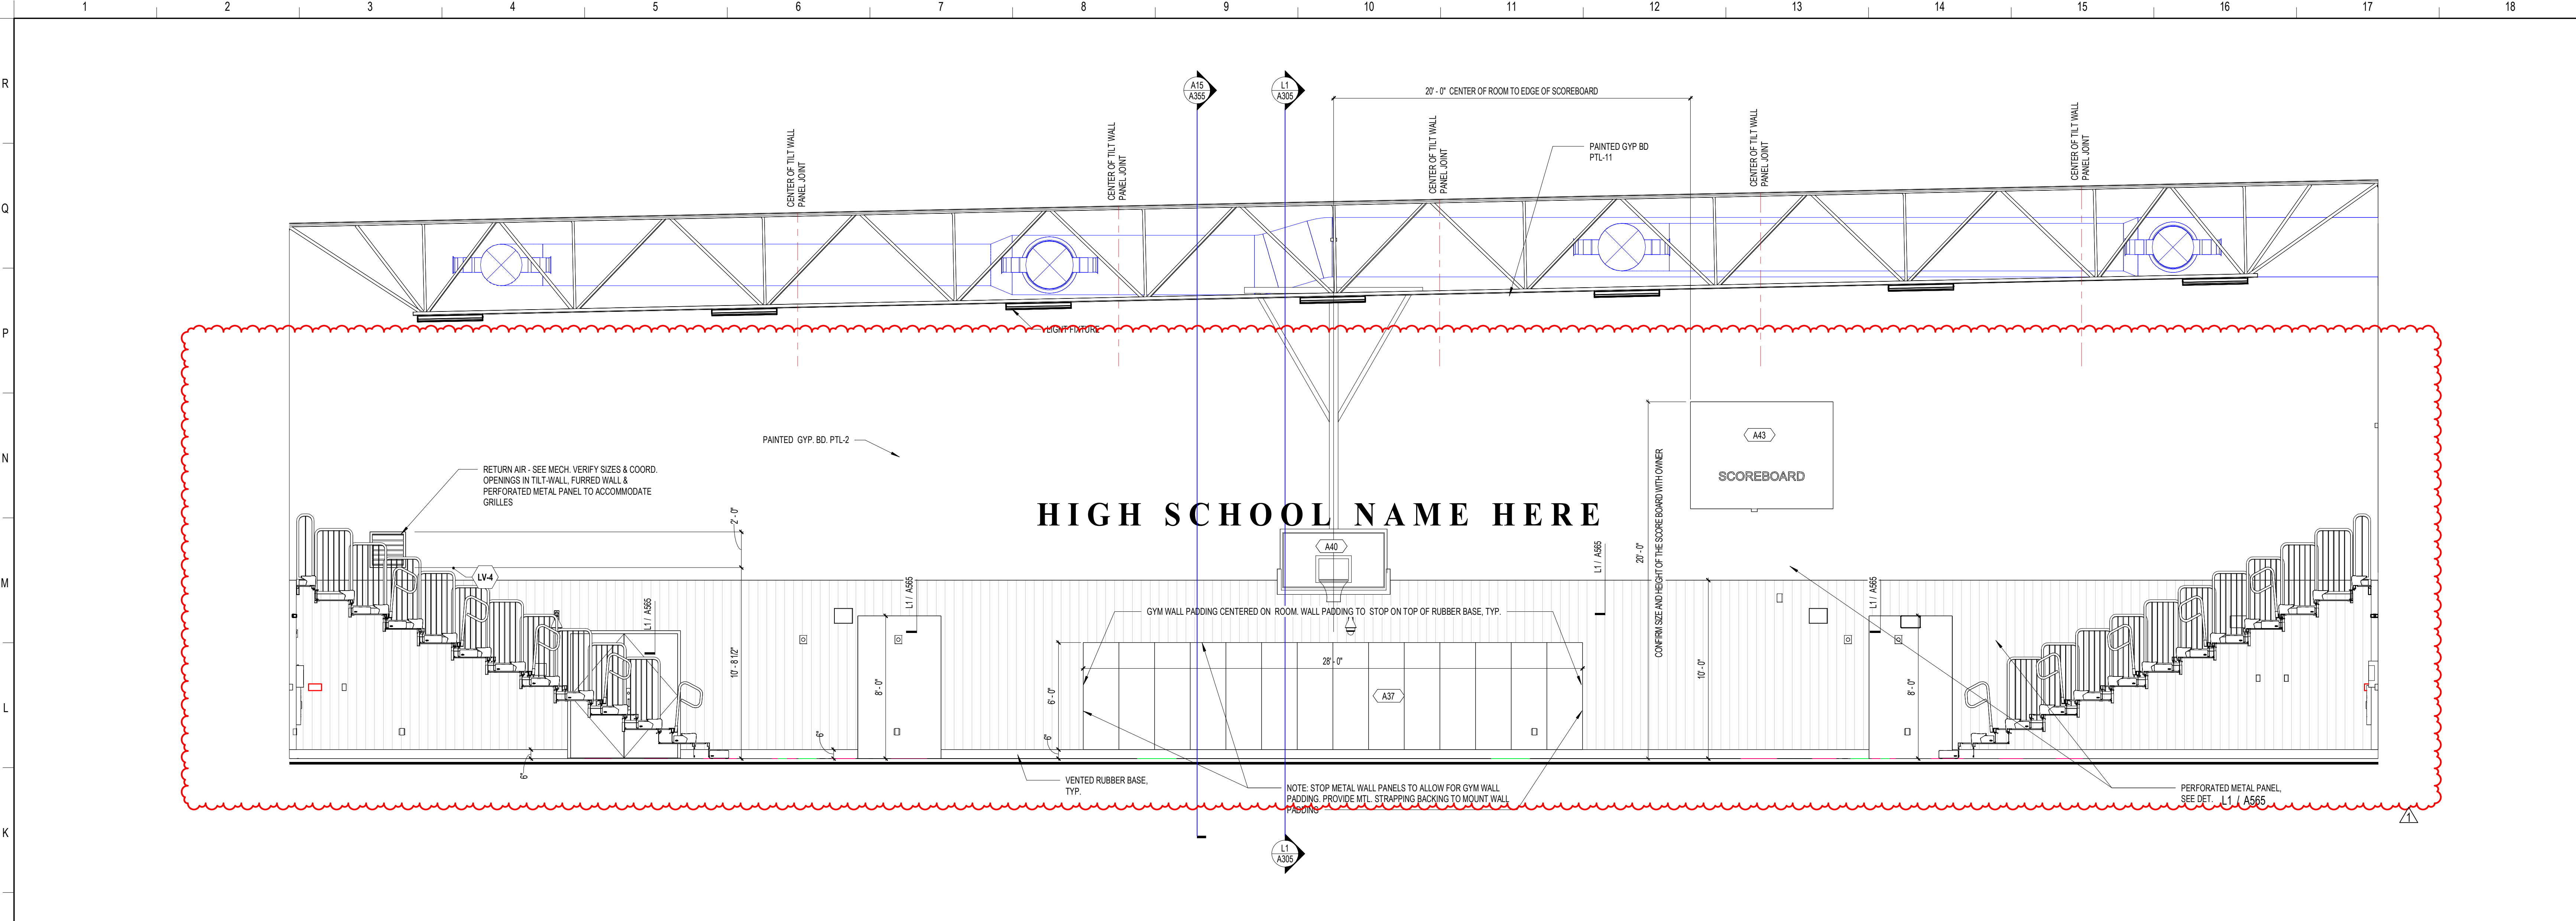 1 2 3 4 5 6 7 8 9 10 11 12 13 14 15 16 17 18
R
Q
P
N
M
L
K
A15
A355
L1
A305
20' - 0" CENTER OF ROOM TO EDGE OF SCOREBOARD
CENTER OF TILT WALL
PANEL JOINT
CENTER OF TILT WALL
PANEL JOINT
CENTER OF TILT WALL
PANEL JOINT
CENTER OF TILT WALL
PANEL JOINT
CENTER OF TILT WALL
PANEL JOINT
PAINTED GYP BD
PTL-11
LIGHT FIXTURE
PAINTED GYP. BD. PTL-2
RETURN AIR - SEE MECH. VERIFY SIZES & COORD.
OPENINGS IN TILT-WALL, FURRED WALL &
PERFORATED METAL PANEL TO ACCOMMODATE
GRILLES
A43
SCOREBOARD
HIGH SCHOOL NAME HERE
2' - 0"
LV-4
A40
L1 / A565
L1 / A565
L1 / A565
L1 / A565
20' - 0"
CONFIRM SIZE AND HEIGHT OF THE SCORE BOARD WITH OWNER
GYM WALL PADDING CENTERED ON ROOM. WALL PADDING TO STOP ON TOP OF RUBBER BASE, TYP.
10' - 8 1/2"
8' - 0"
6' - 0"
28' - 0"
A37
10' - 0"
8' - 0"
6"
6"
6"
VENTED RUBBER BASE,
TYP.
NOTE: STOP METAL WALL PANELS TO ALLOW FOR GYM WALL
PADDING. PROVIDE MTL. STRAPPING BACKING TO MOUNT WALL
PADDING
PERFORATED METAL PANEL,
SEE DET. L1 / A565
1
L1
A305